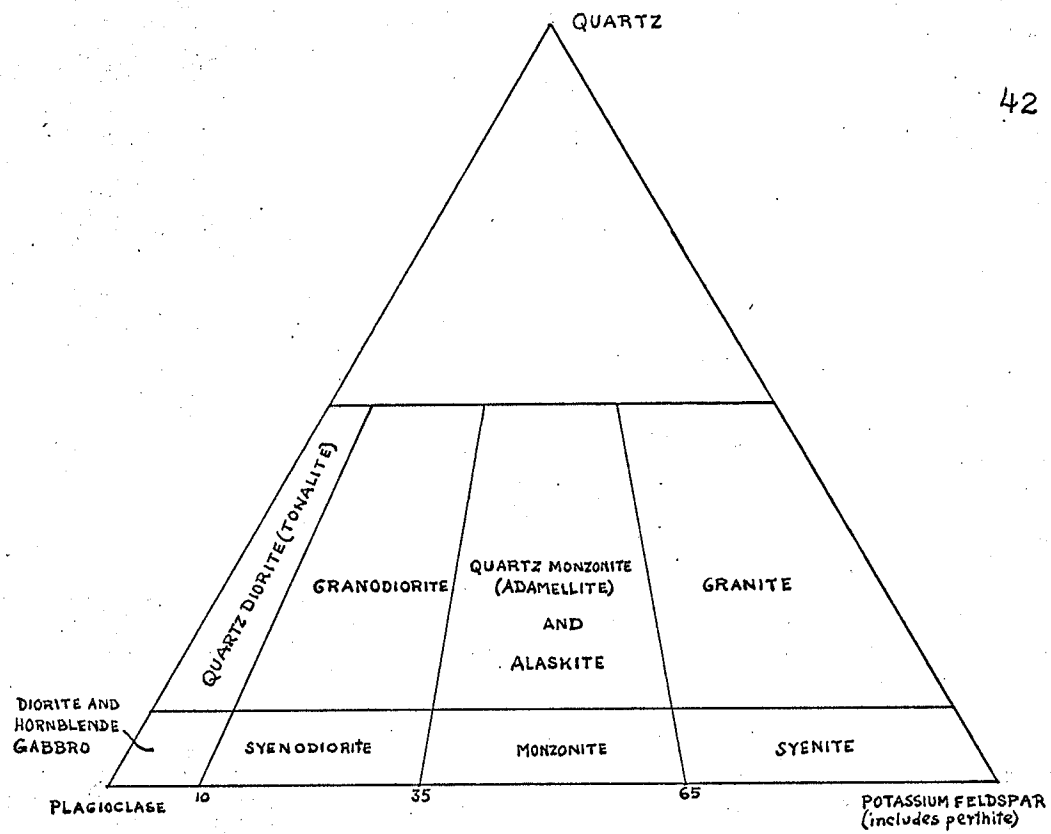 QUARTZ
42
QUARTZ DIORITE (TONALITE)
GRANODIORITE
QUARTZ MONZONITE
(ADAMELLITE)
AND
ALASKITE
GRANITE
DIORITE AND
HORNBLENDE
GABBRO
SYENODIORITE
MONZONITE
SYENITE
PLAGIOCLASE
10
35
65
POTASSIUM FELDSPAR
(includes perthite)